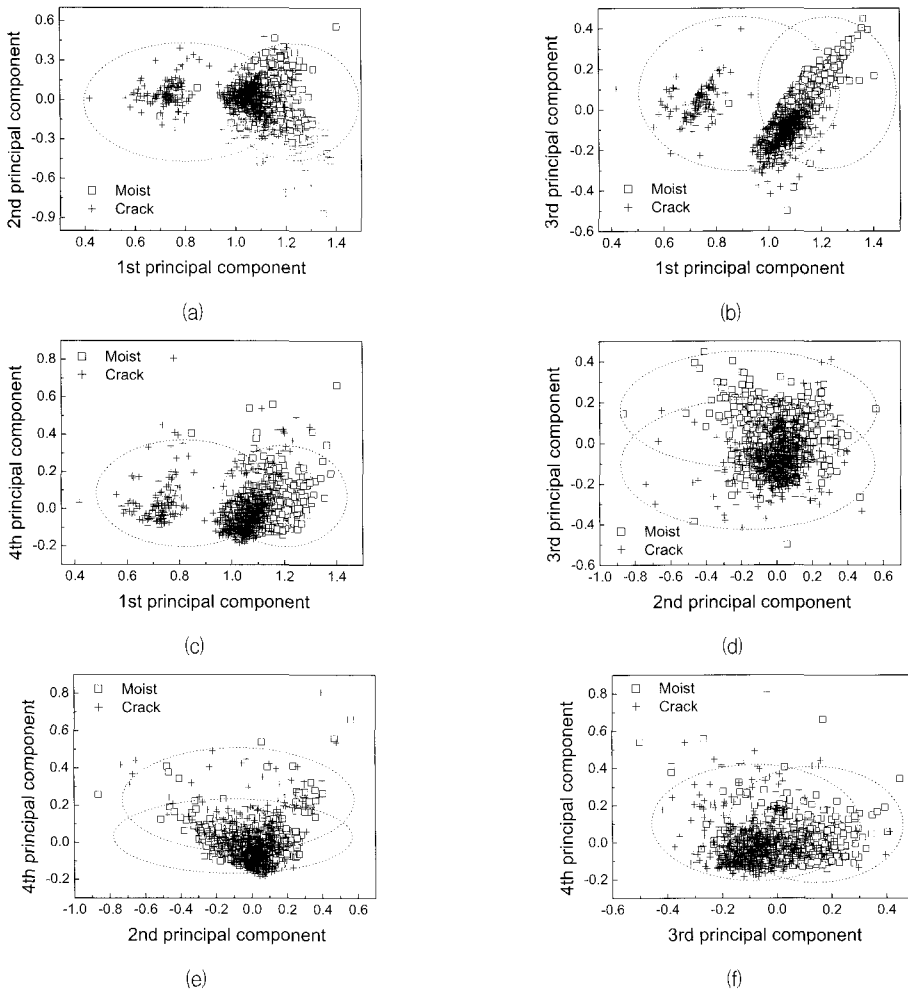 2nd principal component
0.6
0.3
0.0
-0.3
-0.6
-0.9
Moist
Crack
0.4 0.6 0.8 1.0 1.2 1.4
1st principal component
(a)
3rd principal component
0.4
0.2
0.0
-0.2
-0.4
-0.6
Moist
Crack
0.4 0.6 0.8 1.0 1.2 1.4
1st principal component
(b)
4th principal component
0.8
0.6
0.4
0.2
0.0
-0.2
Moist
Crack
0.4 0.6 0.8 1.0 1.2 1.4
1st principal component
(c)
3rd principal component
0.4
0.2
0.0
-0.2
-0.4
-0.6
Moist
Crack
-1.0 -0.8 -0.6 -0.4 -0.2 0.0 0.2 0.4 0.6
2nd principal component
(d)
4th principal component
0.8
0.6
0.4
0.2
0.0
-0.2
Moist
Crack
-1.0 -0.8 -0.6 -0.4 -0.2 0.0 0.2 0.4 0.6
2nd principal component
(e)
4th principal component
0.8
0.6
0.4
0.2
0.0
-0.2
Moist
Crack
-0.6 -0.4 -0.2 0.0 0.2 0.4
3rd principal component
(f)